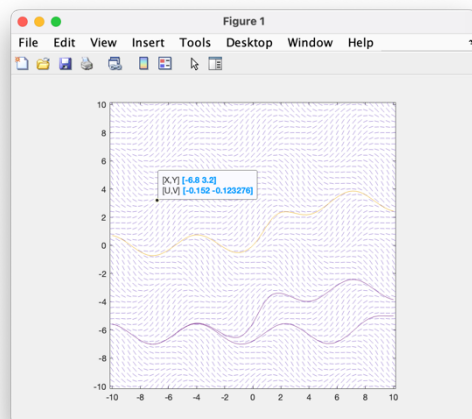 Figure 1
File Edit View Insert Tools Desktop Window Help
10
8
6
[X,Y] [-6.8 3.2]
[U,V] [-0.152 -0.123276]
4
2
0
-2
-4
-6
-8
-10
-10 -8 -6 -4 -2 0 2 4 6 8 10